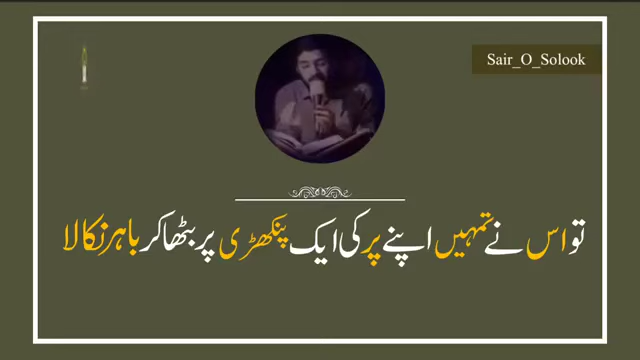 Sair_O_Solook
تو اس نے تمہیں اپنے پر کی ایک پنکھڑی پر بٹھا کر باہر نکالا